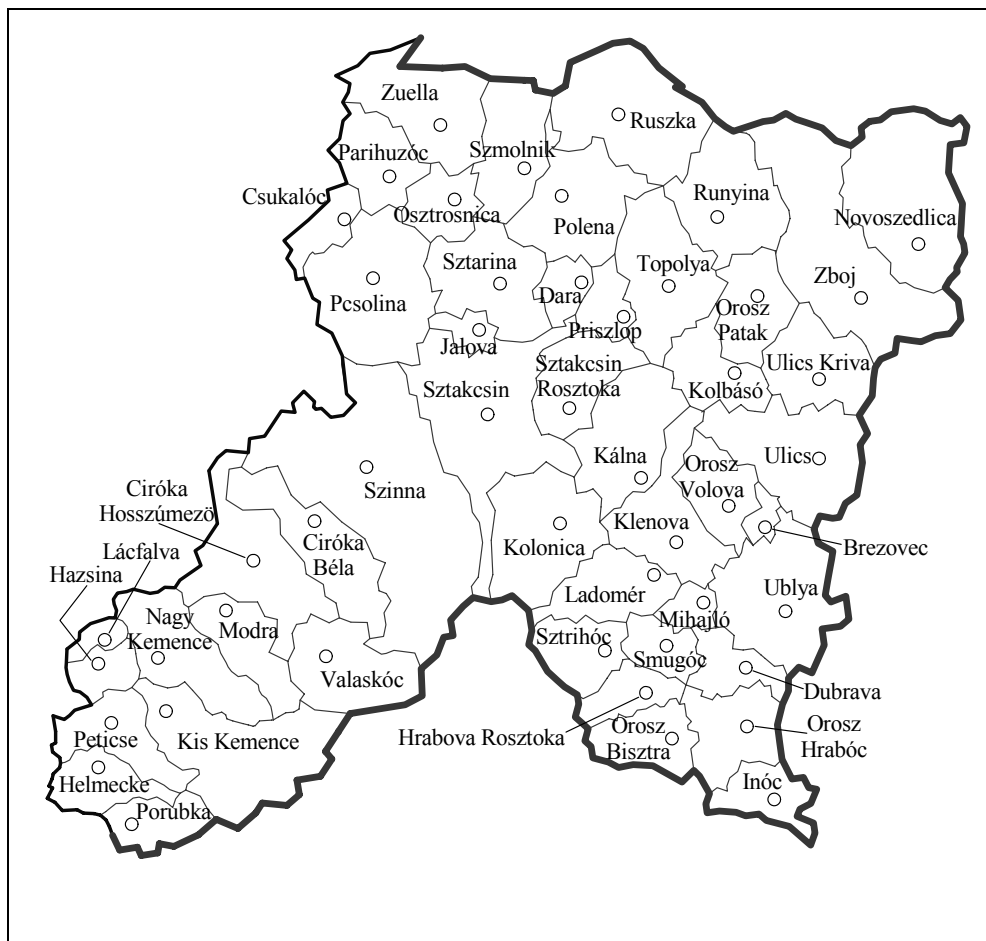 Zuella
Ruszka
Szmolnik
Parihuzóc
Runyina
Csukalóc
Osztrosnica
Polena
Novoszedlica
Sztarina
Topolya
Zboj
Pcsolina
Dara
Orosz
Patak
Priszlop
Jalova
Sztakcsin
Rosztoka
Ulics Kriva
Sztakcsin
Kolbásó
Kálna
Orosz
Volova
Ulics
Ciróka
Hosszúmezö
Szinna
Klenova
Ciróka
Béla
Kolonica
Brezovec
Lácfalva
Hazsina
Ladomér
Ublya
Nagy
Kemence
Modra
Mihajló
Sztrihóc
Smugóc
Valaskóc
Dubrava
Peticse
Kis Kemence
Hrabova Rosztoka
Orosz
Bisztra
Orosz
Hrabóc
Helmecke
Inóc
Porubka